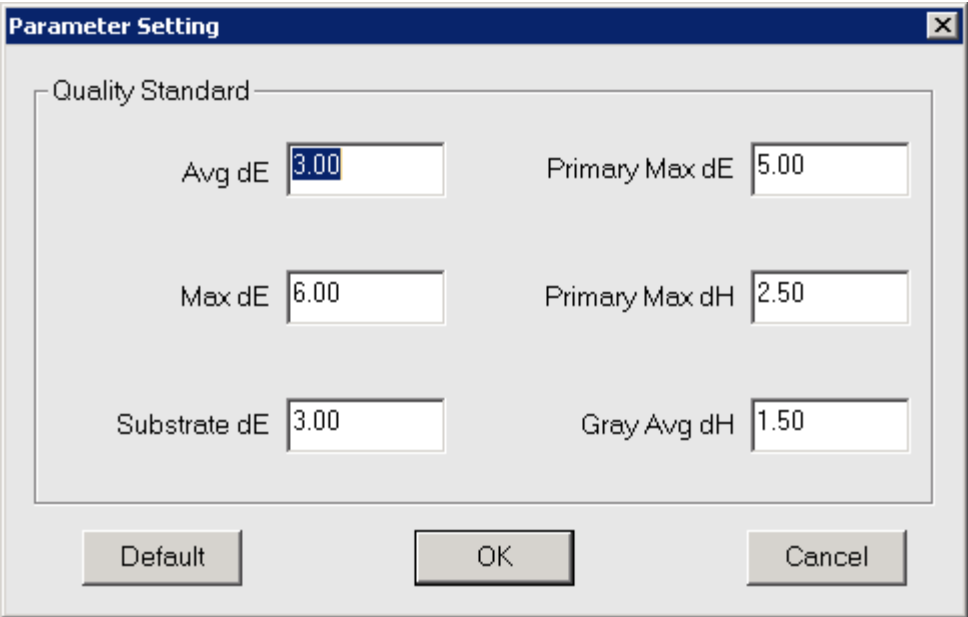 Parameter Setting
Quality Standard
Avg dE 3.00 Primary Max dE 5.00
Max dE 6.00 Primary Max dH 2.50
Substrate dE 3.00 Gray Avg dH 1.50
Default OK Cancel